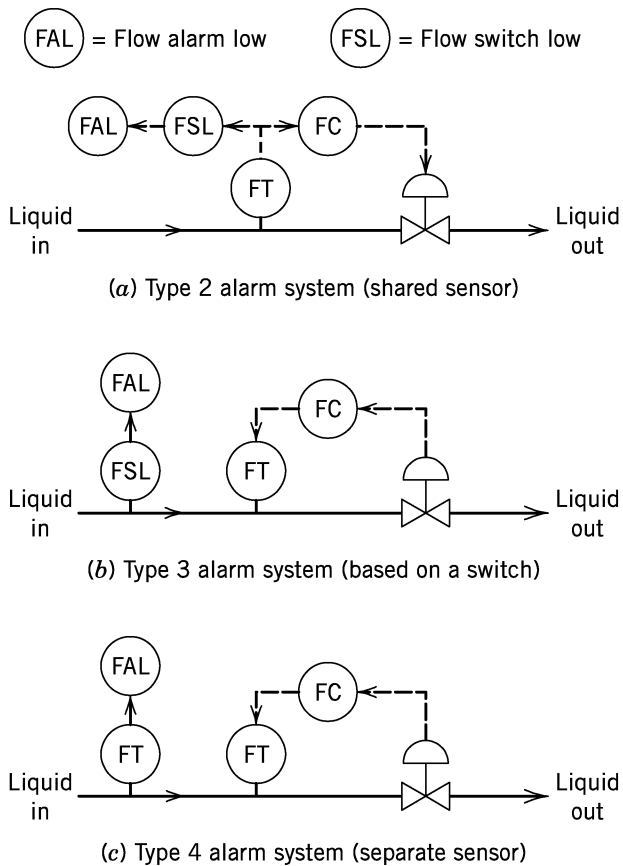 FAL = Flow alarm low
FSL = Flow switch low
FAL FSL FC
FT
Liquid in
Liquid out
(a) Type 2 alarm system (shared sensor)
FAL
FC
FSL
FT
Liquid in
Liquid out
(b) Type 3 alarm system (based on a switch)
FAL
FC
FT
FT
Liquid in
Liquid out
(c) Type 4 alarm system (separate sensor)